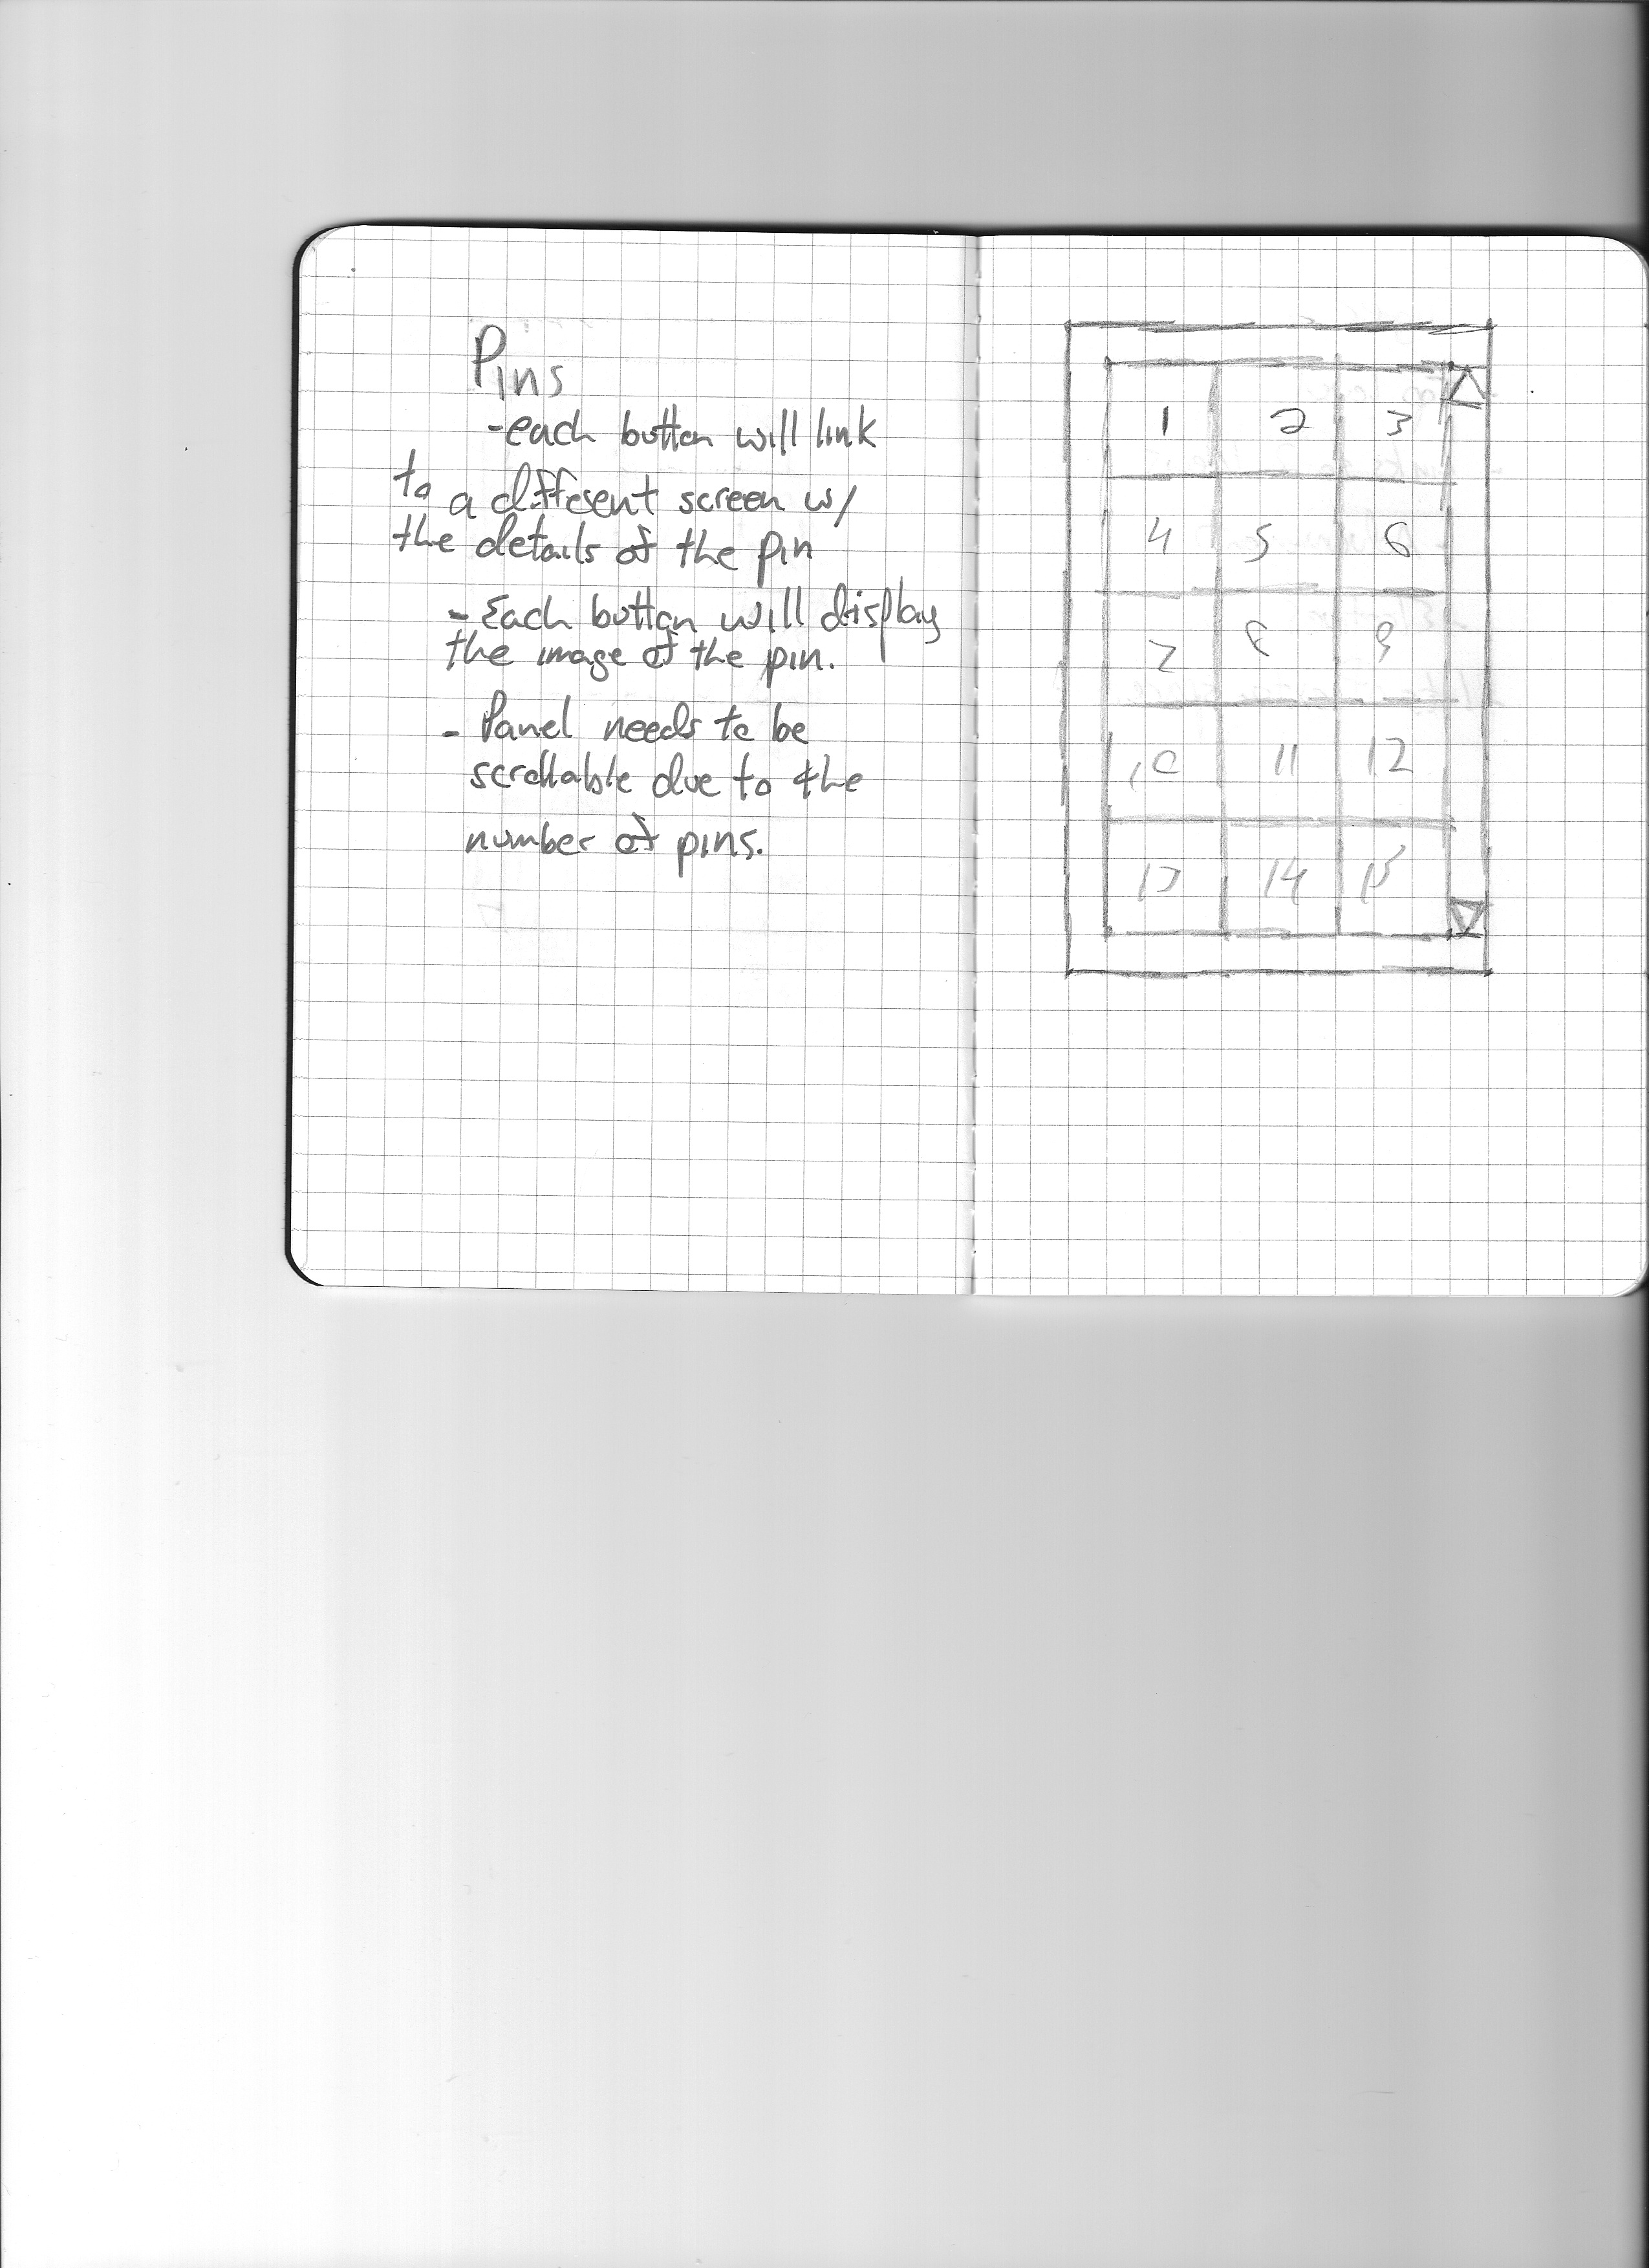 Pins
-each button will link
to a different screen w/
the details of the pin
- Each button will display
the image of the pin.
- Panel needs to be
scrollable due to the
number of pins.
1 2 3
4 5 6
7 8 9
10 11 12
13 14 15